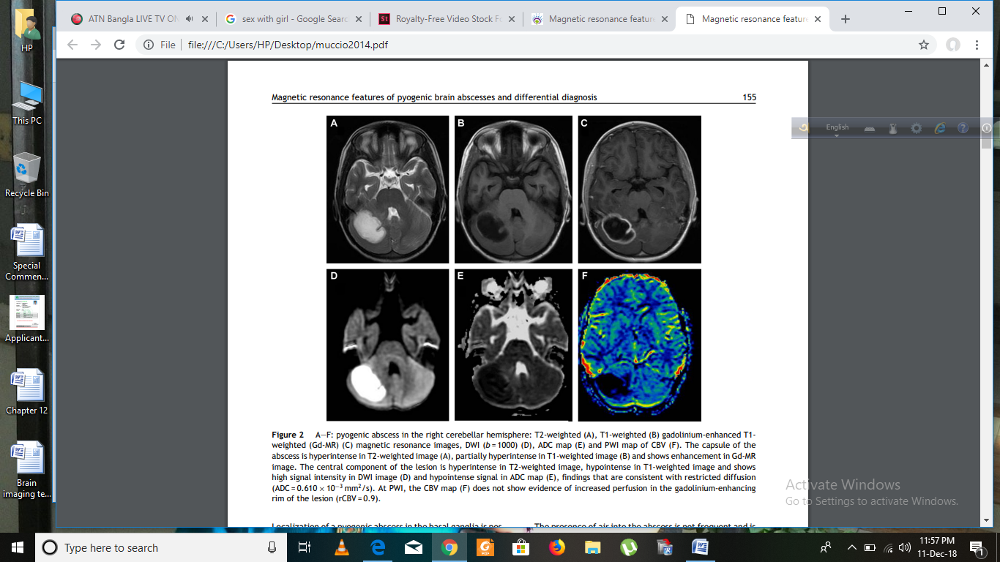 ATN Bangla LIVE TV ON
sex with girl - Google Searc
St
Royalty-Free Video Stock Fo
Magnetic resonance feature
Magnetic resonance feature
File
file:///C:/Users/HP/Desktop/muccio2014.pdf
HP
This PC
Recycle Bin
Special
Commen...
Applicant...
Chapter 12
Brain
imaging te...
Magnetic resonance features of pyogenic brain abscesses and differential diagnosis 155
English
A B C
D E F
Figure 2 A–F: pyogenic abscess in the right cerebellar hemisphere: T2-weighted (A), T1-weighted (B) gadolinium-enhanced T1-
weighted (Gd-MR) (C) magnetic resonance images, DWI (b = 1000) (D), ADC map (E) and PWI map of CBV (F). The capsule of the
abscess is hyperintense in T2-weighted image (A), partially hyperintense in T1-weighted image (B) and shows enhancement in Gd-MR
image. The central component of the lesion is hyperintense in T2-weighted image, hypointense in T1-weighted image and shows
high signal intensity in DWI image (D) and hypointense signal in ADC map (E), findings that are consistent with restricted diffusion
(ADC = 0.610 × 10⁻³ mm²/s). At PWI, the CBV map (F) does not show evidence of increased perfusion in the gadolinium-enhancing
rim of the lesion (rCBV = 0.9).
Localization of a pyogenic abscess in the basal ganglia is pos-
The presence of air into the abscess is not frequent and is
Activate Windows
Go to Settings to activate Windows.
Type here to search
PDF
11:57 PM
11-Dec-18
1